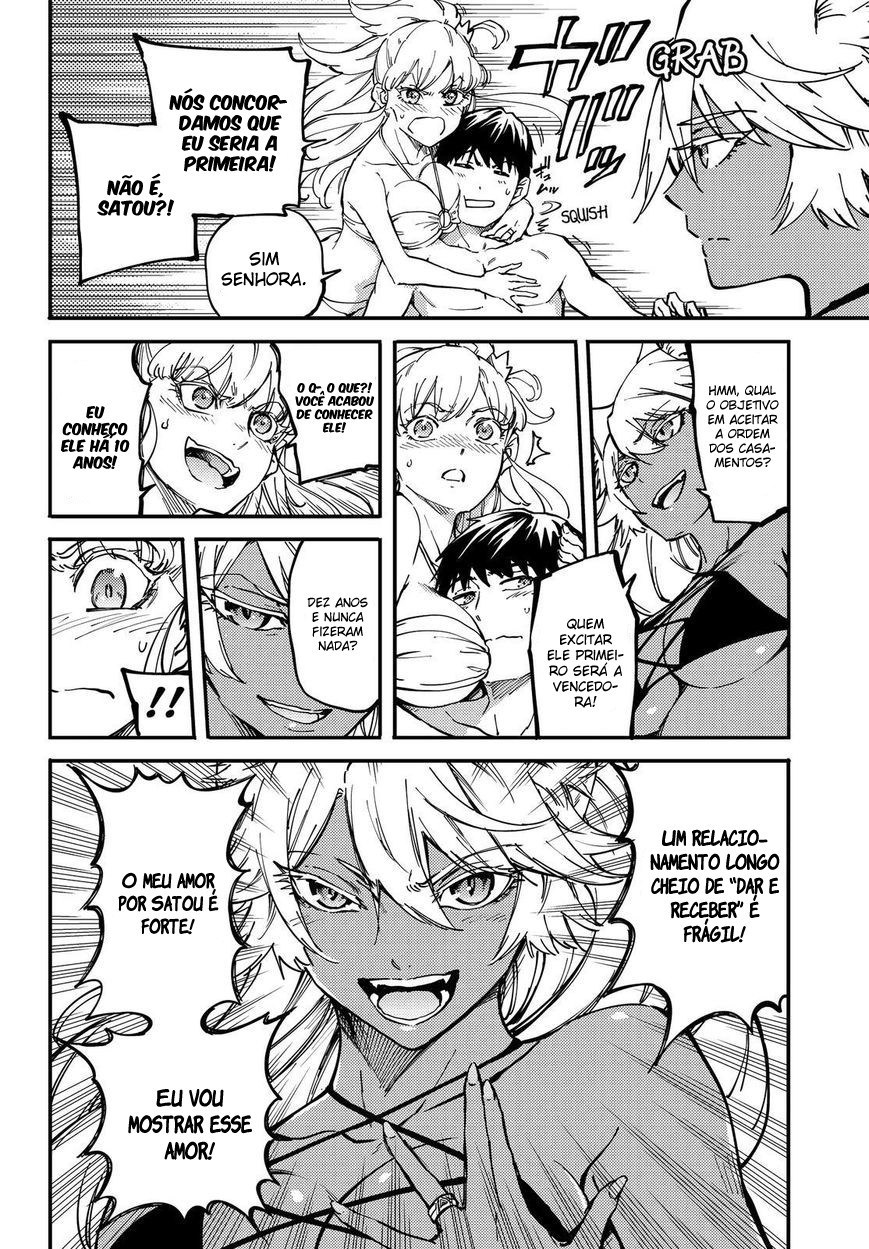 GRAB
ガバッ
SQUISH
NÓS CONCOR-
DAMOS QUE
EU SERIA A
PRIMEIRA!
NÃO É,
SATOU?!
SIM
SENHORA.
HMM, QUAL
O OBJETIVO
EM ACEITAR
A ORDEM
DOS CASA-
MENTOS?
QUEM
EXCITAR
ELE PRIMEI-
RO SERÁ A
VENCEDO-
RA!
O Q-, O QUE?!
VOCÊ ACABOU
DE CONHECER
ELE!
EU
CONHEÇO
ELE HÁ 10
ANOS!
DEZ ANOS
E NUNCA
FIZERAM
NADA?
!!
UM RELACIO-
NAMENTO LONGO
CHEIO DE “DAR E
RECEBER” É
FRÁGIL!
O MEU AMOR
POR SATOU É
FORTE!
EU VOU
MOSTRAR ESSE
AMOR!